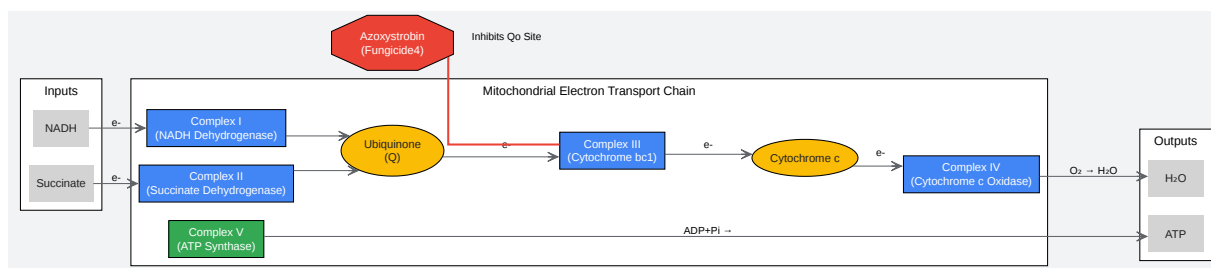 Azoxystrobin
(Fungicide4)
Inhibits Qo Site
Inputs
NADH
Succinate
e-
e-
Mitochondrial Electron Transport Chain
Complex I
(NADH Dehydrogenase)
Complex II
(Succinate Dehydrogenase)
Ubiquinone
(Q)
e-
Complex III
(Cytochrome bc1)
e-
Cytochrome c
e-
Complex IV
(Cytochrome c Oxidase)
O₂ → H₂O
Complex V
(ATP Synthase)
ADP+Pi →
Outputs
H₂O
ATP